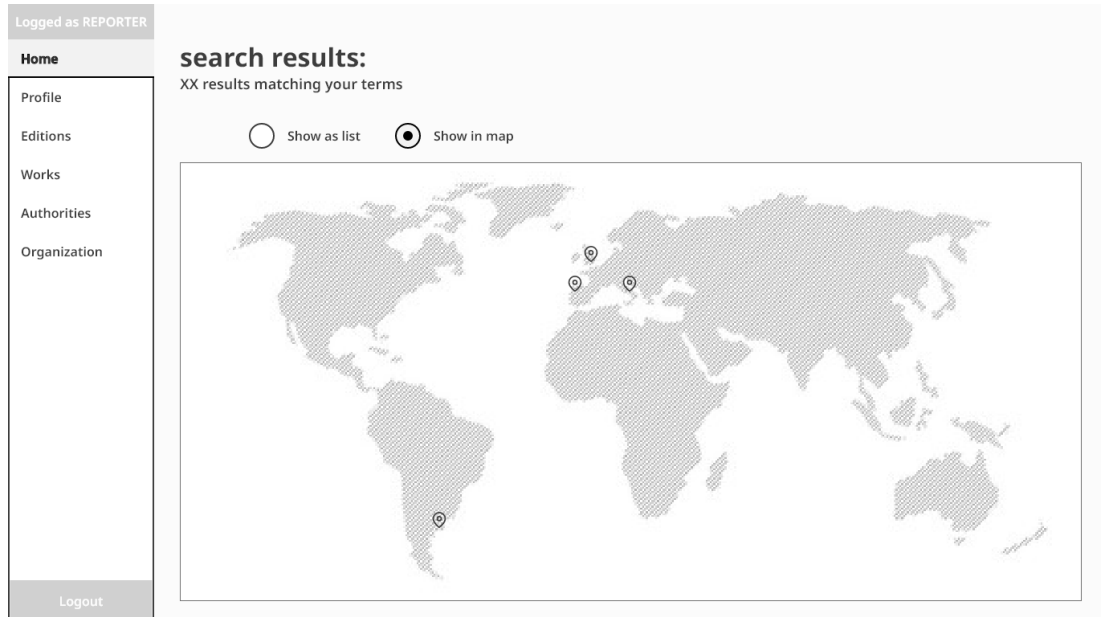 Logged as REPORTER
Home
Profile
Editions
Works
Authorities
Organization
Logout
search results:
XX results matching your terms
Show as list
Show in map